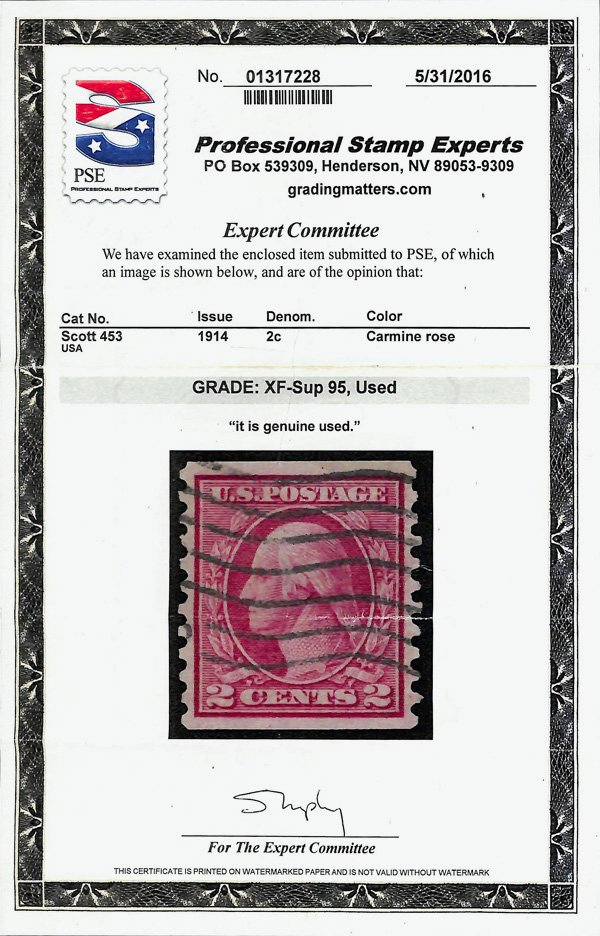 No. 01317228 5/31/2016
PSE
PROFESSIONAL STAMP EXPERTS
Professional Stamp Experts
PO Box 539309, Henderson, NV 89053-9309
gradingmatters.com
Expert Committee
We have examined the enclosed item submitted to PSE, of which
an image is shown below, and are of the opinion that:
Cat No. Issue Denom. Color
Scott 453 1914 2c Carmine rose
USA
GRADE: XF-Sup 95, Used
“it is genuine used.”
U.S. POSTAGE
2 CENTS 2
For The Expert Committee
THIS CERTIFICATE IS PRINTED ON WATERMARKED PAPER AND IS NOT VALID WITHOUT WATERMARK